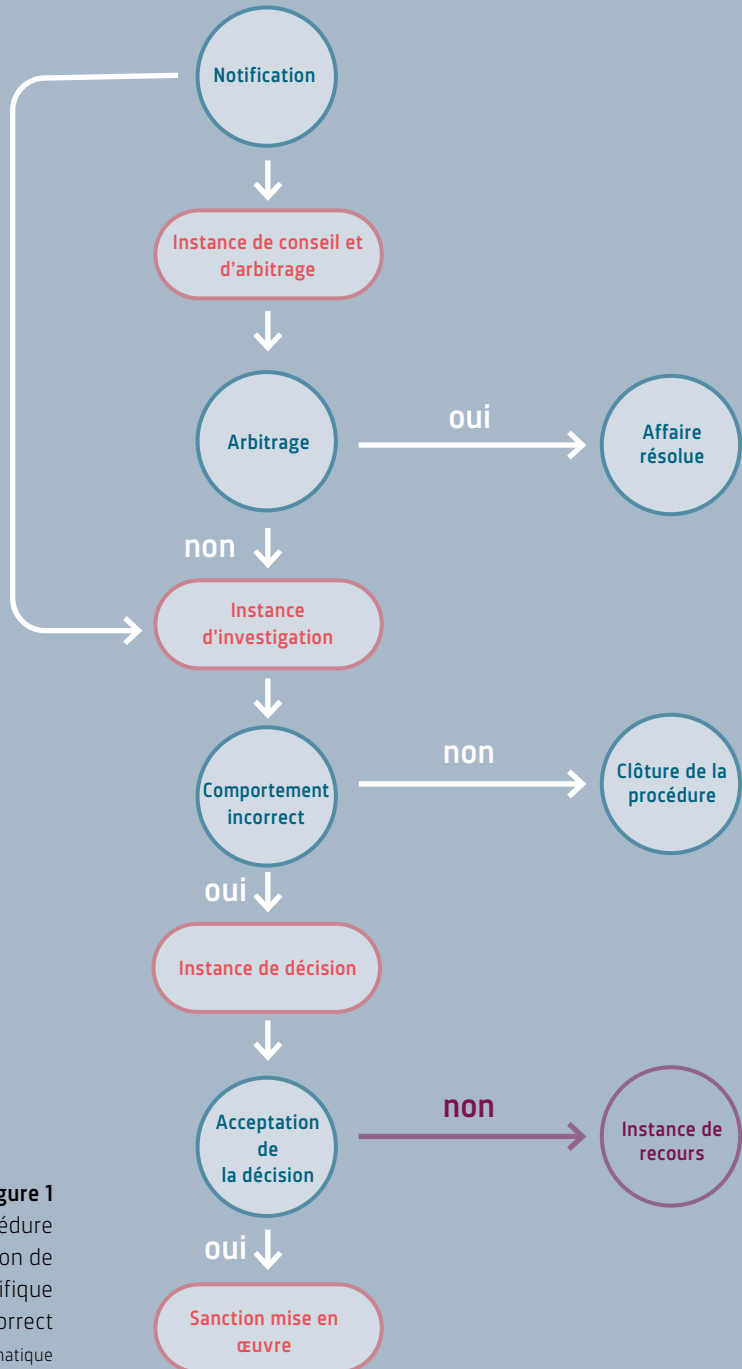 Notification
Instance de conseil et
d'arbitrage
Arbitrage
oui
Affaire
résolue
non
Instance
d'investigation
Comportement
incorrect
non
Clôture de la
procédure
oui
Instance de décision
Acceptation
de
la décision
non
Instance de
recours
gure 1
édure
on de
ifique
orrect
natique
oui
Sanction mise en
œuvre